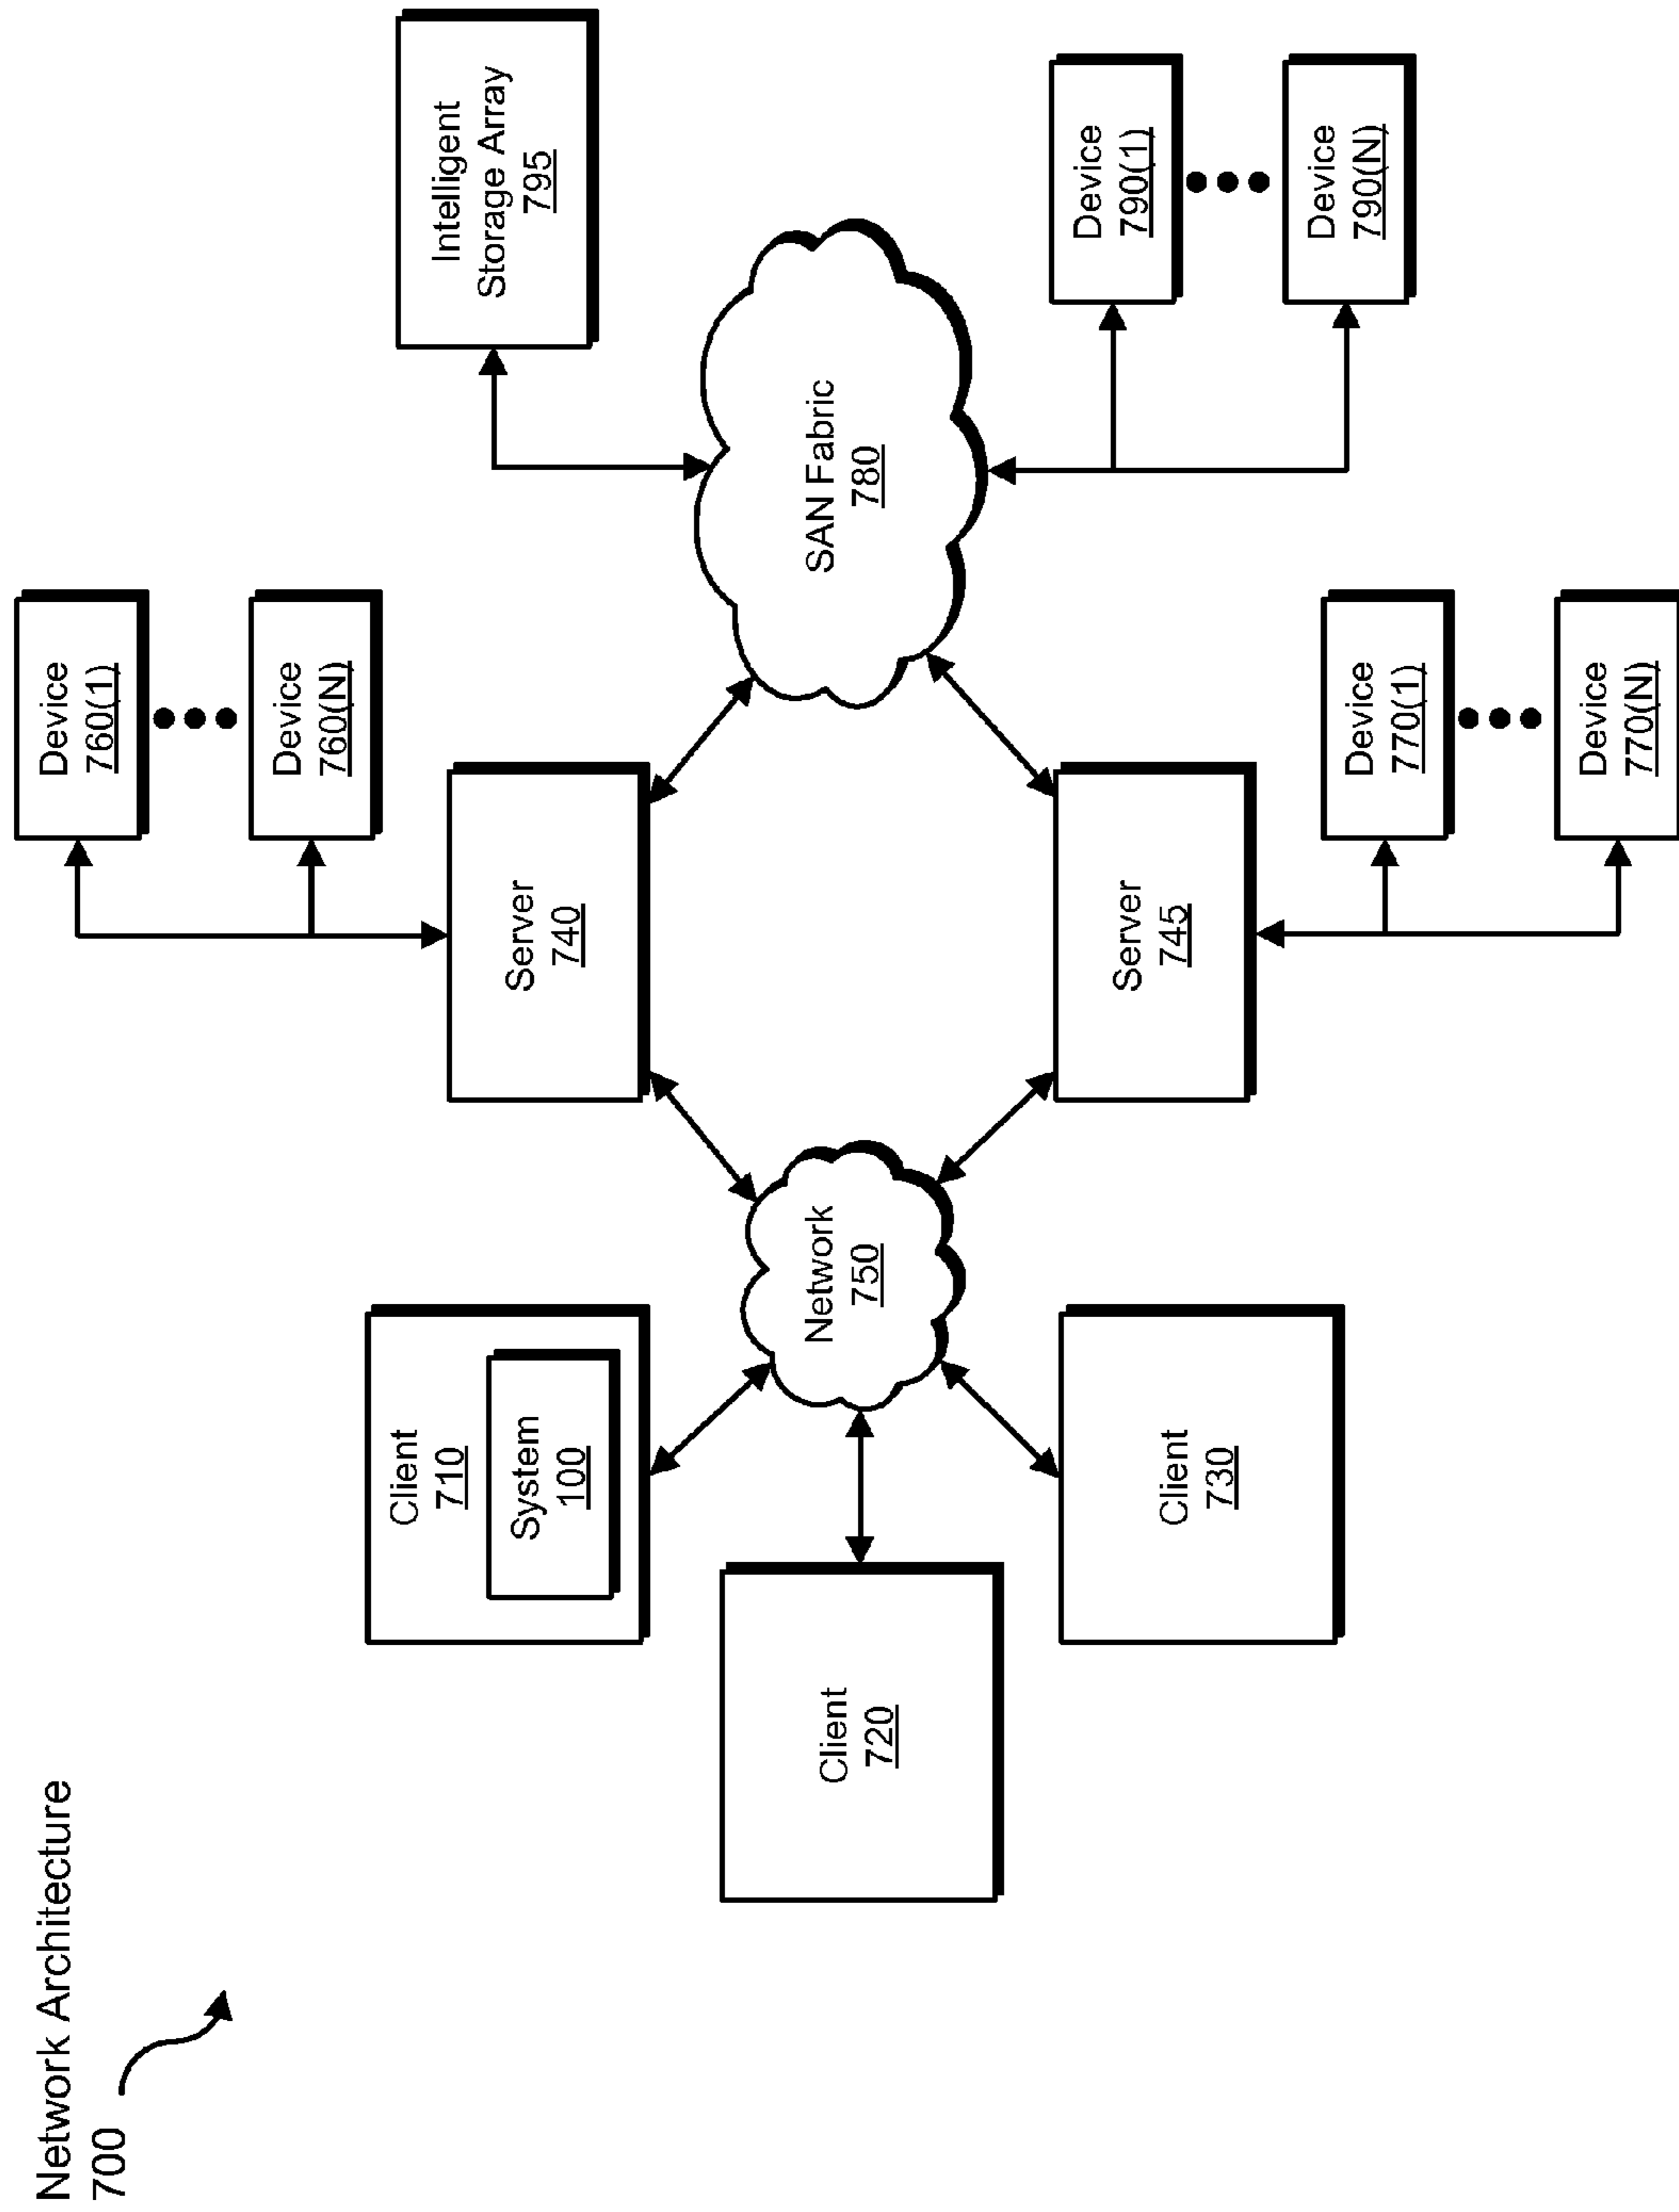 Network Architecture
700
Client
710
System
100
Client
720
Client
730
Network
750
Server
740
Server
745
Device
760(1)
Device
760(N)
Device
770(1)
Device
770(N)
SAN Fabric
780
Intelligent
Storage Array
795
Device
790(1)
Device
790(N)